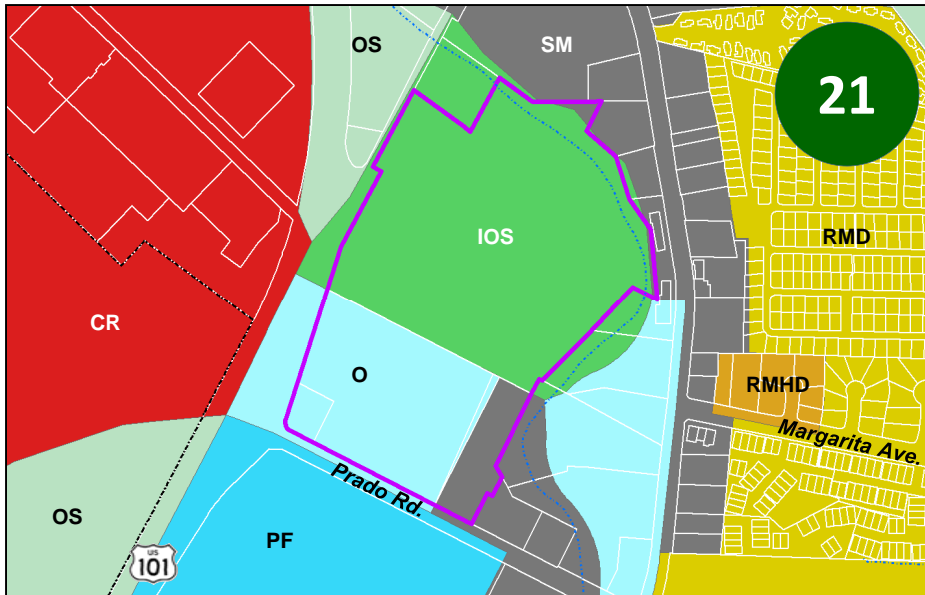 OS
SM
21
IOS
RMD
CR
O
RMHD
Margarita Ave.
Prado Rd.
OS
PF
US
101